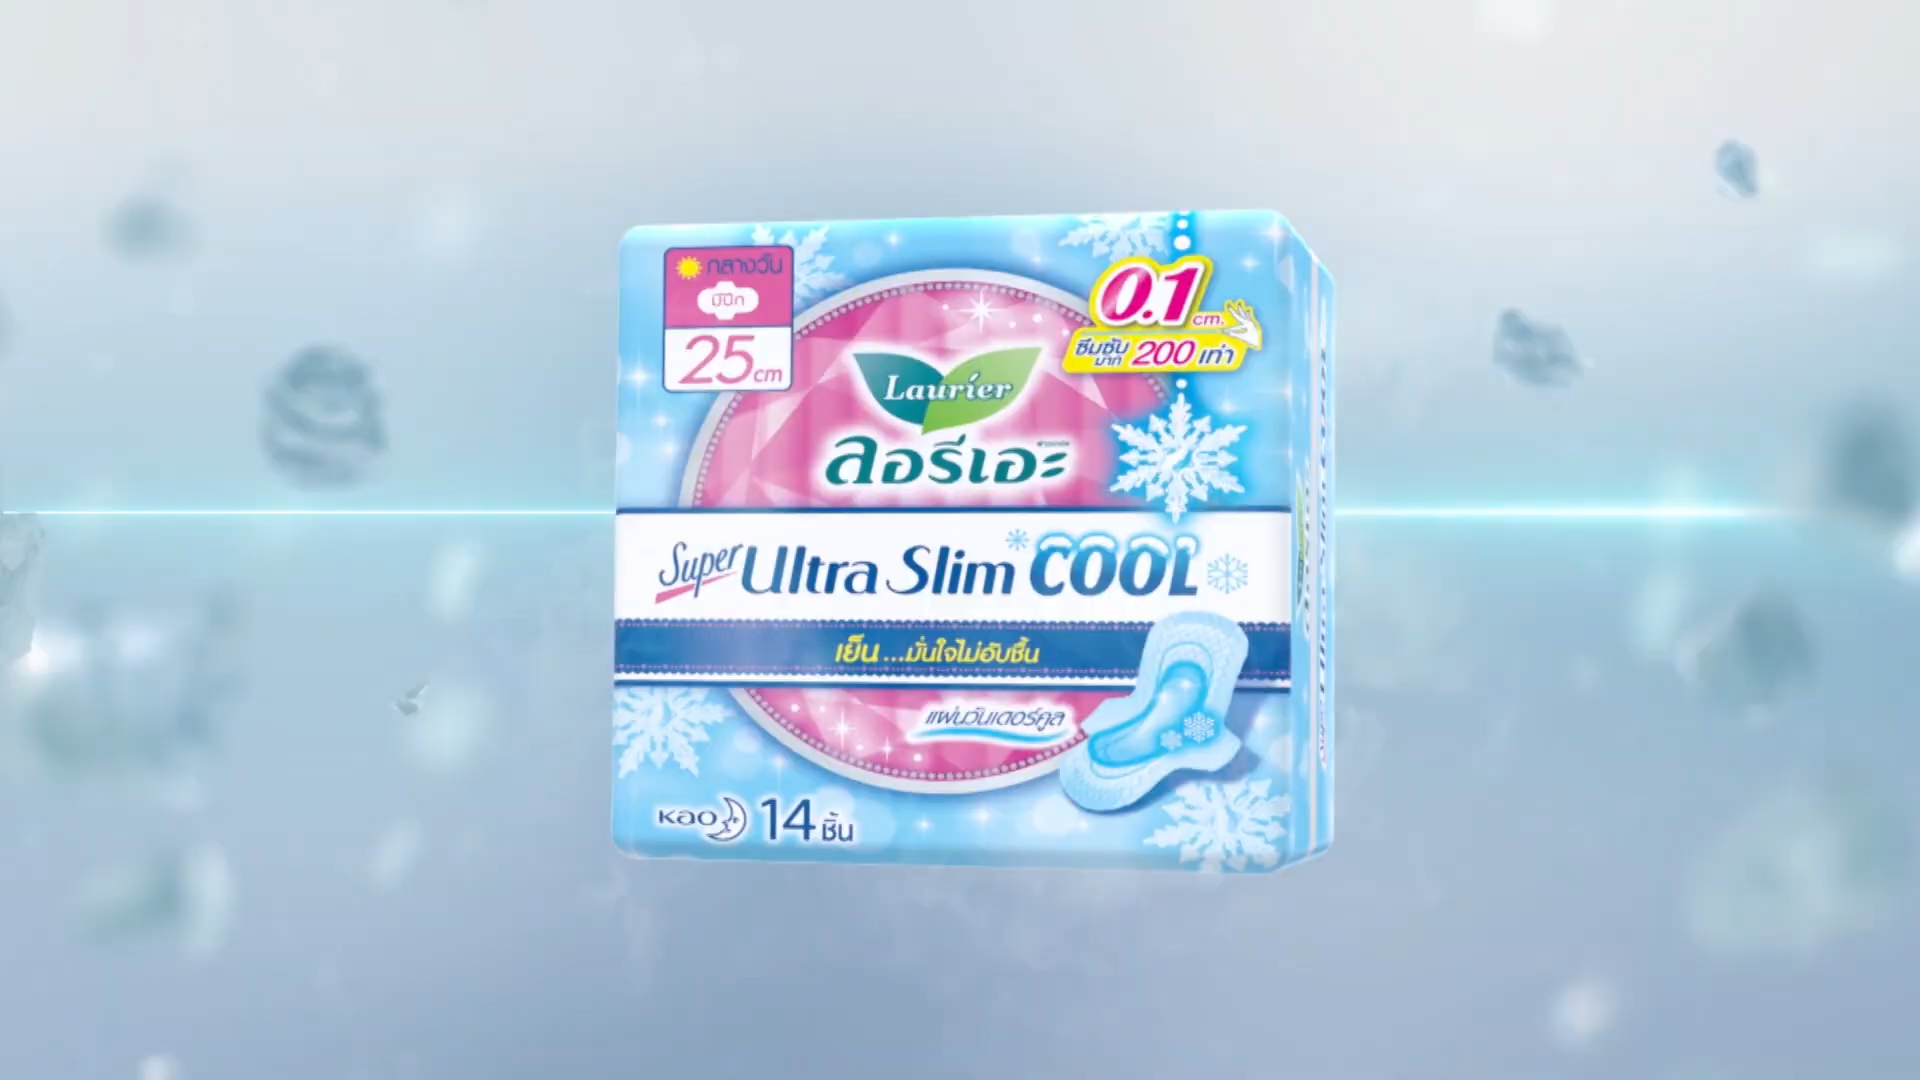 กลางวัน
มีปีก
25 cm
0.1 cm.
ซึมซับมาก 200 เท่า
Laurier
ลอรีเอะ
Super Ultra Slim COOL
เย็น...มั่นใจไม่อับชื้น
แผ่นวินเตอร์คูล
Kao 14 ชิ้น